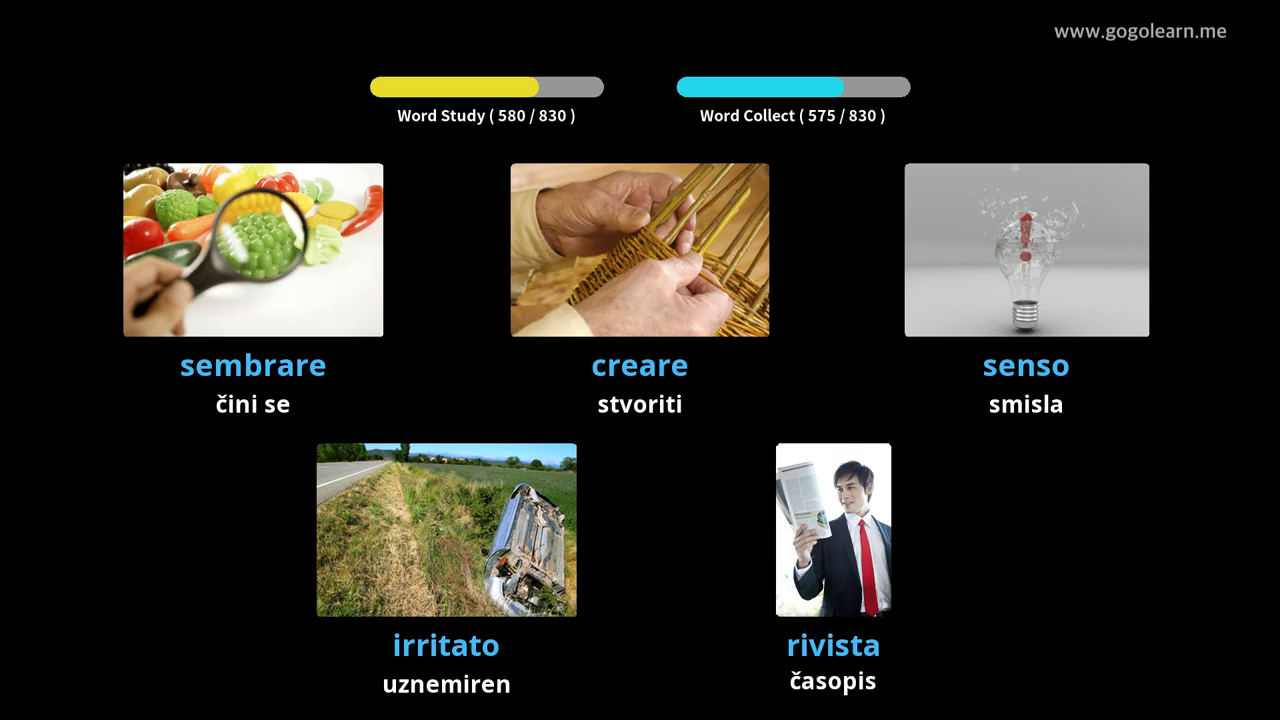 www.gogolearn.me
Word Study ( 580 / 830 )
Word Collect ( 575 / 830 )
sembrare
čini se
creare
stvoriti
senso
smisla
irritato
uznemiren
rivista
časopis